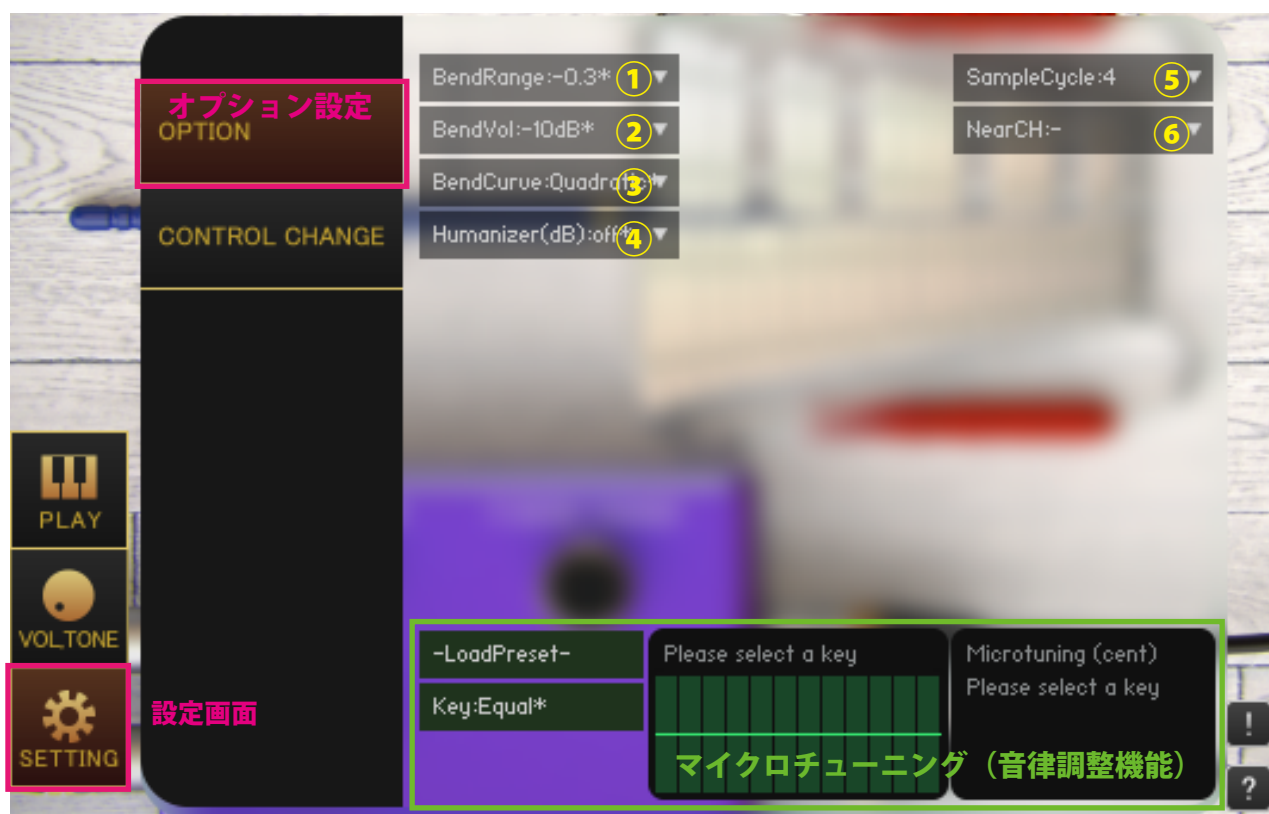 BendRange:-0.3* ① ▼
BendVol:-10dB* ② ▼
BendCurve:Quadratic* ③ ▼
Humanizer(dB):off* ④ ▼
SampleCycle:4 ⑤ ▼
NearCH:- ⑥ ▼
オプション設定
OPTION
CONTROL CHANGE
PLAY
VOL,TONE
SETTING
設定画面
-LoadPreset-
Key:Equal*
Please select a key
Microtuning (cent)
Please select a key
マイクロチューニング（音律調整機能）
!
?